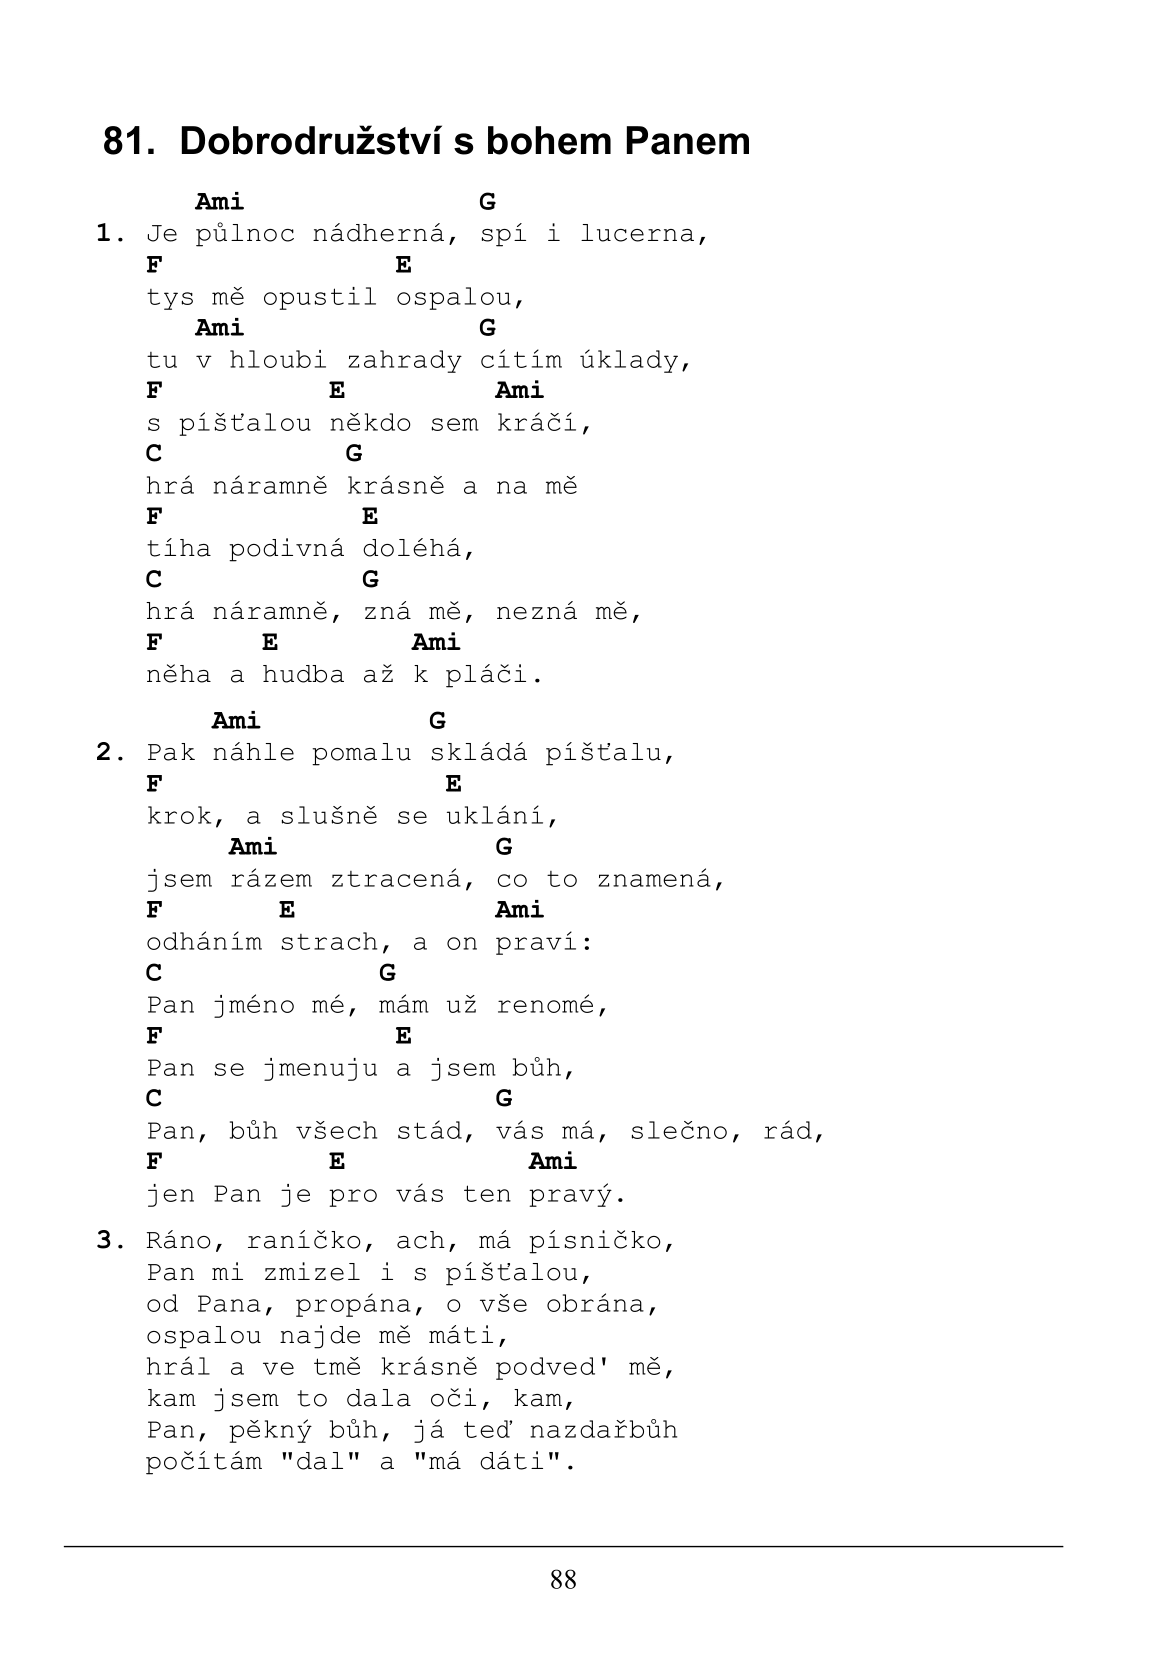 81. Dobrodružství s bohem Panem
Ami G
1. Je půlnoc nádherná, spí i lucerna,
F E
tys mě opustil ospalou,
Ami G
tu v hloubi zahrady cítím úklady,
F E Ami
s píšťalou někdo sem kráčí,
C G
hrá náramně krásně a na mě
F E
tíha podivná doléhá,
C G
hrá náramně, zná mě, nezná mě,
F E Ami
něha a hudba až k pláči.
Ami G
2. Pak náhle pomalu skládá píšťalu,
F E
krok, a slušně se uklání,
Ami G
jsem rázem ztracená, co to znamená,
F E Ami
odháním strach, a on praví:
C G
Pan jméno mé, mám už renomé,
F E
Pan se jmenuju a jsem bůh,
C G
Pan, bůh všech stád, vás má, slečno, rád,
F E Ami
jen Pan je pro vás ten pravý.
3. Ráno, raníčko, ach, má písničko,
Pan mi zmizel i s píšťalou,
od Pana, propána, o vše obrána,
ospalou najde mě máti,
hrál a ve tmě krásně podved' mě,
kam jsem to dala oči, kam,
Pan, pěkný bůh, já teď nazdařbůh
počítám "dal" a "má dáti".
88